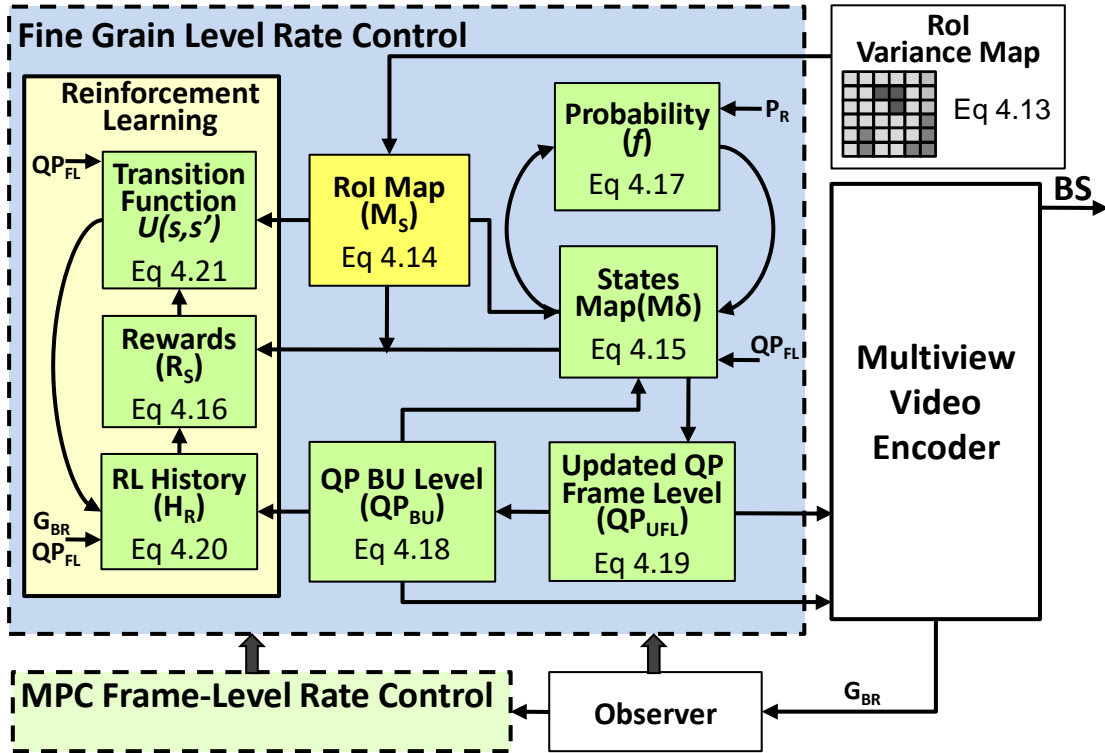 Fine Grain Level Rate Control
RoI
Variance Map
Eq 4.13
Reinforcement
Learning
QP_FL
Transition
Function
U(s,s')
Eq 4.21
Rewards
(R_S)
Eq 4.16
RL History
(H_R)
Eq 4.20
G_BR
QP_FL
RoI Map
(M_S)
Eq 4.14
Probability
(f)
Eq 4.17
P_R
States
Map(Mδ)
Eq 4.15
QP_FL
QP BU Level
(QP_BU)
Eq 4.18
Updated QP
Frame Level
(QP_UFL)
Eq 4.19
BS
Multiview
Video
Encoder
MPC Frame-Level Rate Control
Observer
G_BR